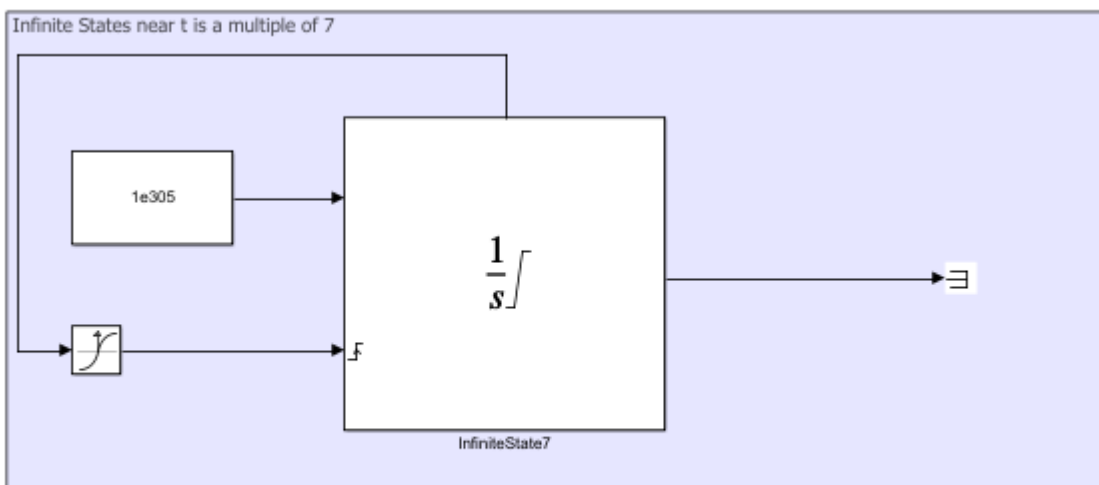 Infinite States near t is a multiple of 7
1e305
1
s
InfiniteState7